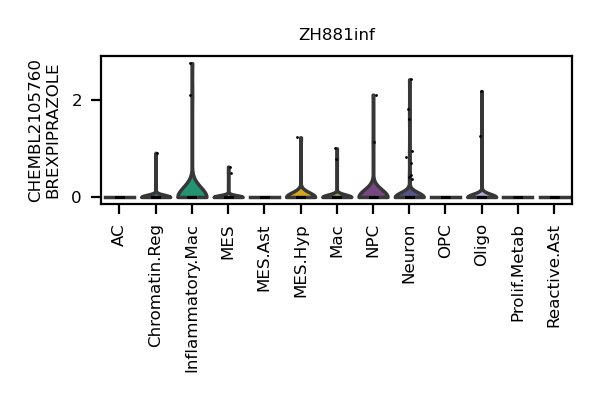 ZH881inf
CHEMBL2105760
BREXPIPRAZOLE
2
0
AC
Chromatin.Reg
Inflammatory.Mac
MES
MES.Ast
MES.Hyp
Mac
NPC
Neuron
OPC
Oligo
Prolif.Metab
Reactive.Ast